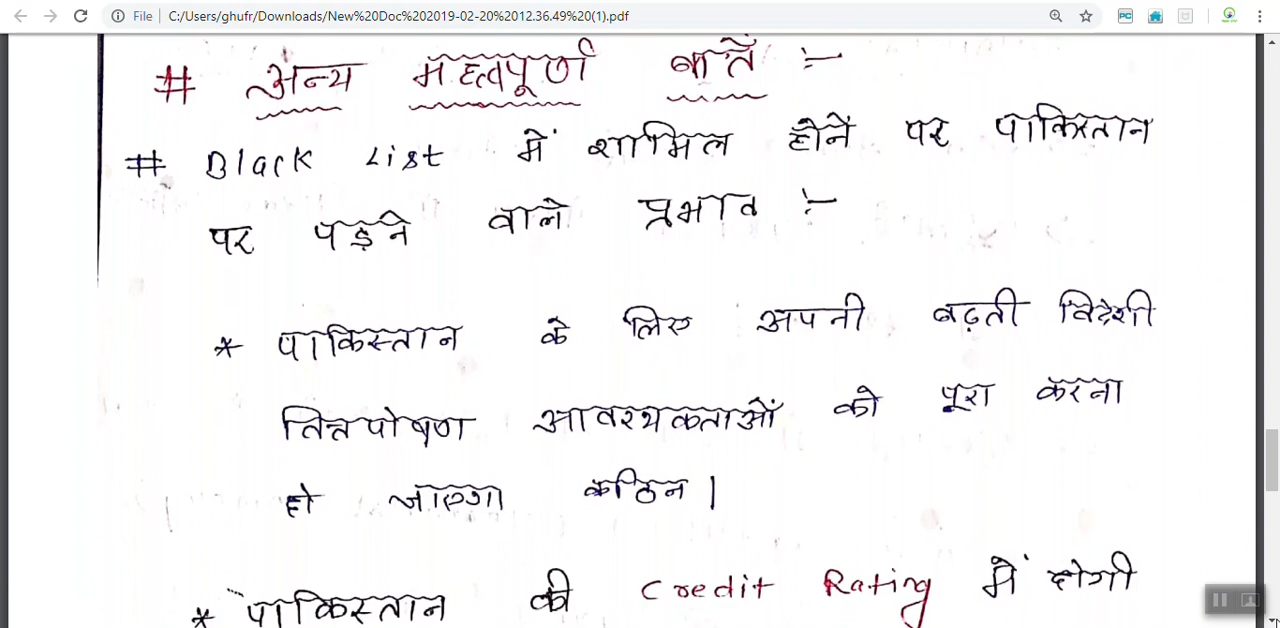 File | C:/Users/ghufr/Downloads/New%20Doc%202019-02-20%2012.36.49%20(1).pdf
# अन्य महत्वपूर्ण बातें :-
# Black List में शामिल होने पर पाकिस्तान
पर पड़ने वाले प्रभाव :-
* पाकिस्तान के लिए अपनी बढ़ती विदेशी
वित्तपोषण आवश्यकताओं को पूरा करना
हो जाएगा कठिन।
* पाकिस्तान की Credit Rating में होगी